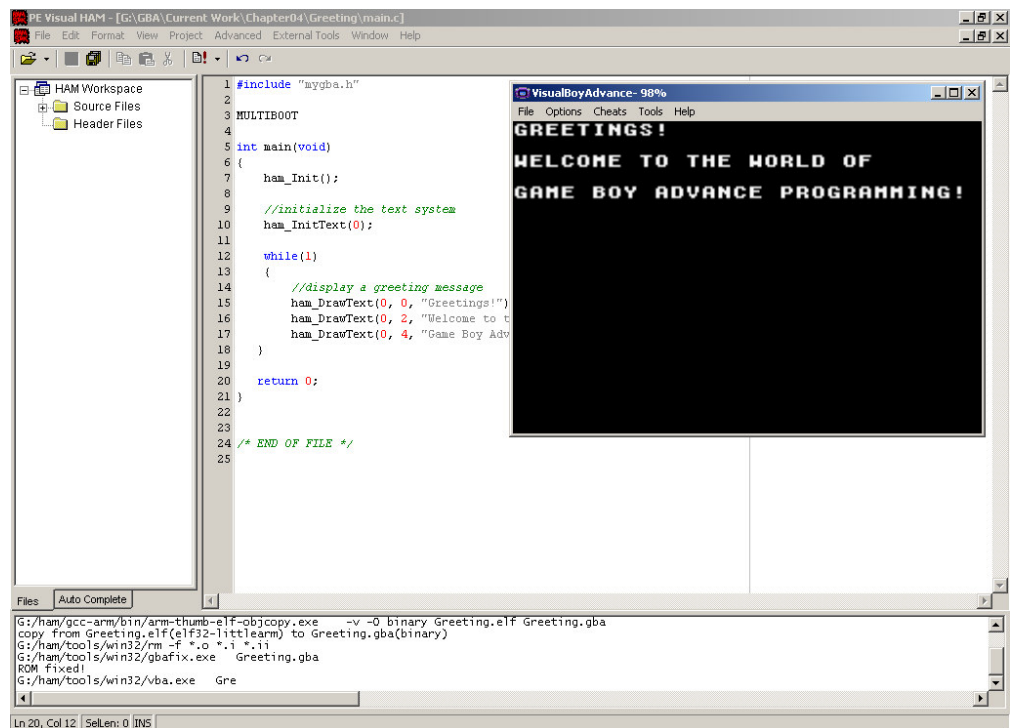 PE Visual HAM - [G:\GBA\Current Work\Chapter04\Greeting\main.c]
File Edit Format View Project Advanced External Tools Window Help
HAM Workspace
Source Files
Header Files
Files Auto Complete
1 #include "mygba.h"
2
3 MULTIBOOT
4
5 int main(void)
6 {
7 ham_Init();
8
9 //initialize the text system
10 ham_InitText(0);
11
12 while(1)
13 {
14 //display a greeting message
15 ham_DrawText(0, 0, "Greetings!")
16 ham_DrawText(0, 2, "Welcome to t
17 ham_DrawText(0, 4, "Game Boy Adv
18 }
19
20 return 0;
21 }
22
23
24 /* END OF FILE */
25
VisualBoyAdvance- 98%
File Options Cheats Tools Help
GREETINGS!
WELCOME TO THE WORLD OF
GAME BOY ADVANCE PROGRAMMING!
G:/ham/gcc-arm/bin/arm-thumb-elf-objcopy.exe -v -O binary Greeting.elf Greeting.gba
copy from Greeting.elf(elf32-littlearm) to Greeting.gba(binary)
G:/ham/tools/win32/rm -f *.o *.i *.ii
G:/ham/tools/win32/gbafix.exe Greeting.gba
ROM fixed!
G:/ham/tools/win32/vba.exe Gre
Ln 20, Col 12 SelLen: 0 INS